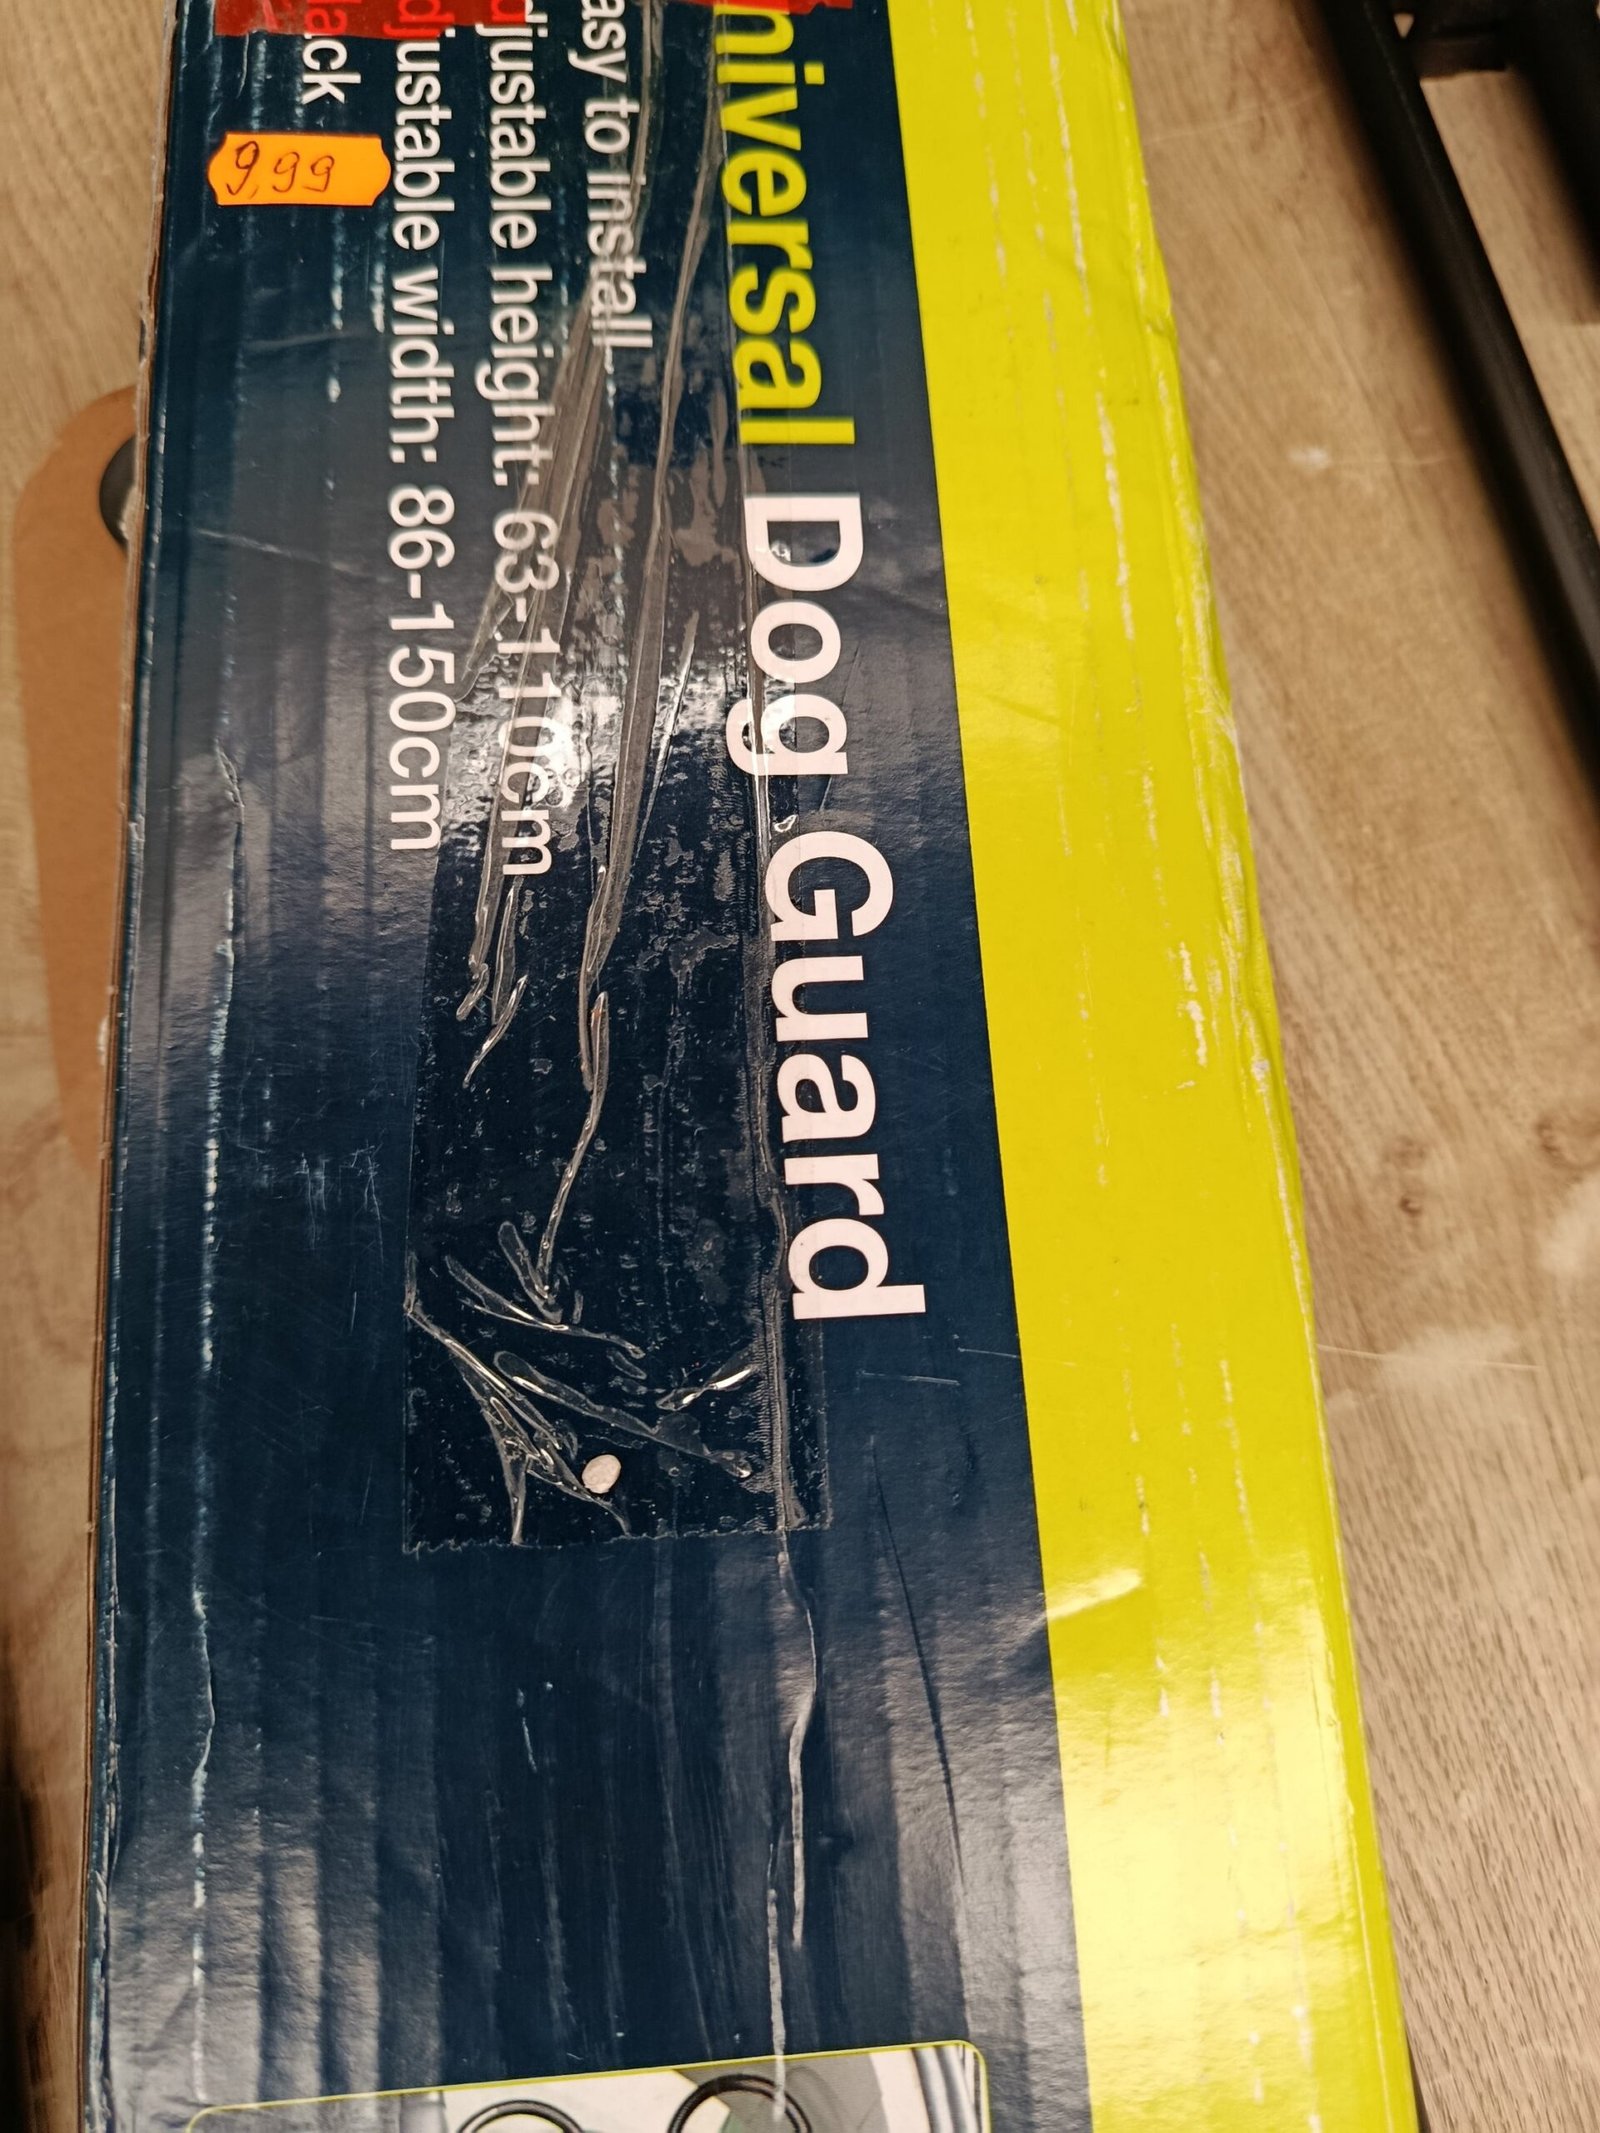 niversal Dog Guard
asy to install
djustable height: 63-110cm
djustable width: 86-150cm
lack
9,99